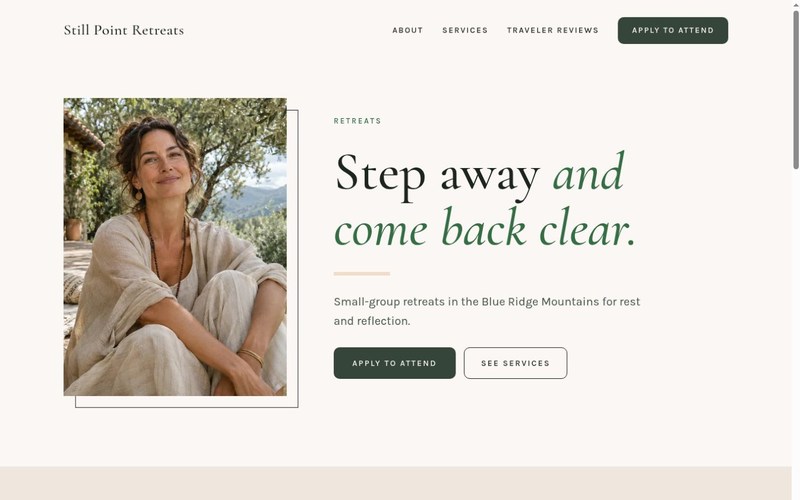 Still Point Retreats
ABOUT
SERVICES
TRAVELER REVIEWS
APPLY TO ATTEND
RETREATS
Step away and
come back clear.
Small-group retreats in the Blue Ridge Mountains for rest
and reflection.
APPLY TO ATTEND
SEE SERVICES